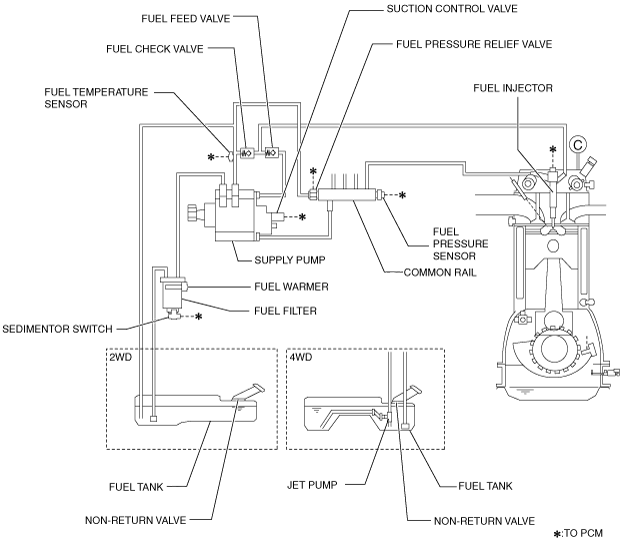 SUCTION CONTROL VALVE
FUEL FEED VALVE
FUEL CHECK VALVE
FUEL PRESSURE RELIEF VALVE
FUEL TEMPERATURE
SENSOR
FUEL INJECTOR
*
*
*
C
*
*
FUEL
PRESSURE
SENSOR
SUPPLY PUMP
COMMON RAIL
FUEL WARMER
FUEL FILTER
*
SEDIMENTOR SWITCH
2WD
4WD
FUEL TANK
JET PUMP
FUEL TANK
NON-RETURN VALVE
NON-RETURN VALVE
*:TO PCM